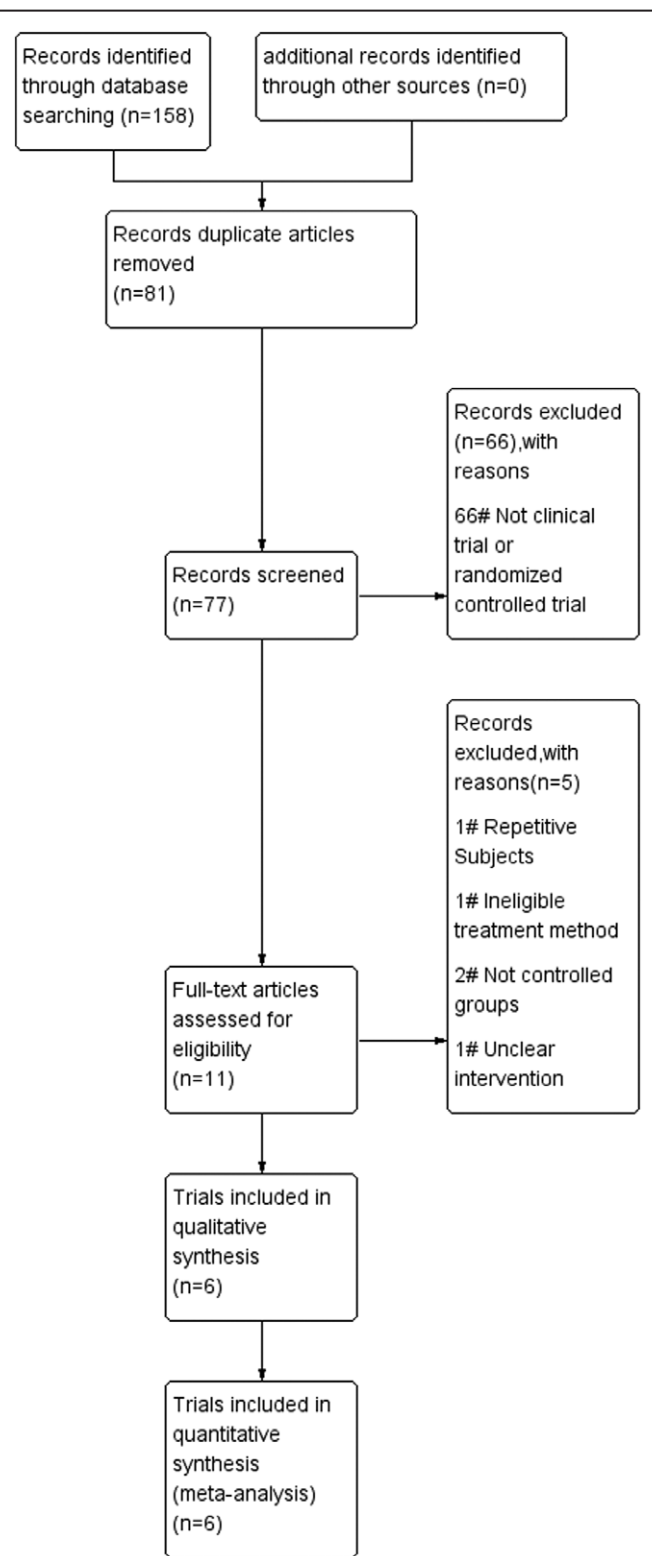 Records identified
through database
searching (n=158)
additional records identified
through other sources (n=0)
Records duplicate articles
removed
(n=81)
Records excluded
(n=66),with
reasons
66# Not clinical
trial or
randomized
controlled trial
Records screened
(n=77)
Records
excluded,with
reasons(n=5)
1# Repetitive
Subjects
1# Ineligible
treatment method
2# Not controlled
groups
1# Unclear
intervention
Full-text articles
assessed for
eligibility
(n=11)
Trials included in
qualitative
synthesis
(n=6)
Trials included in
quantitative
synthesis
(meta-analysis)
(n=6)